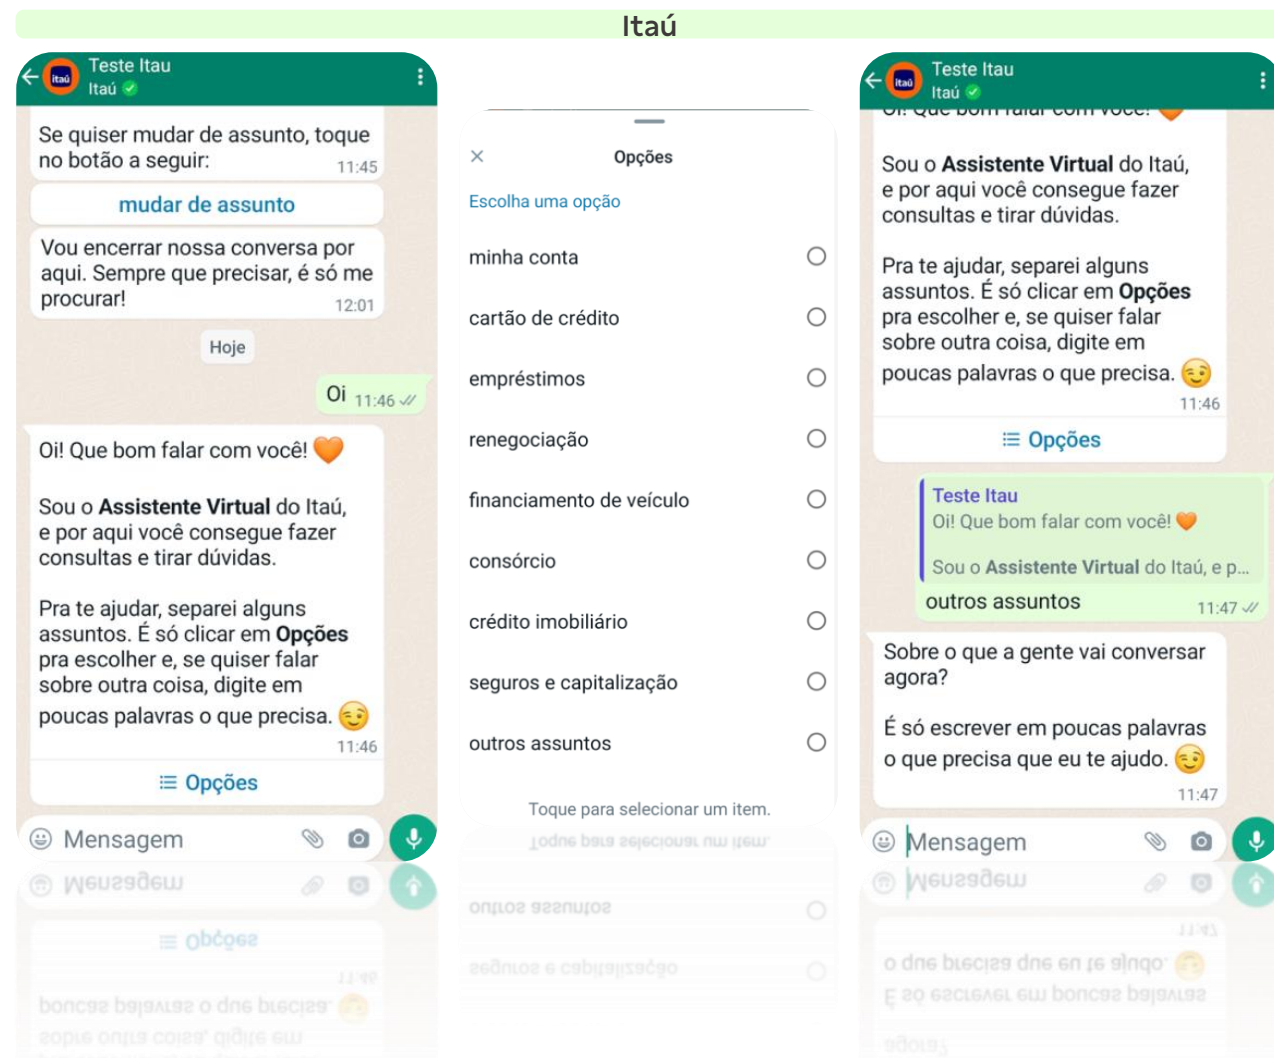 Itaú
Teste Itau
itaú
Itaú
Se quiser mudar de assunto, toque
no botão a seguir:
11:45
mudar de assunto
Vou encerrar nossa conversa por
aqui. Sempre que precisar, é só me
procurar!
12:01
Hoje
Oi 11:46
Oi! Que bom falar com você! 🧡
Sou o Assistente Virtual do Itaú,
e por aqui você consegue fazer
consultas e tirar dúvidas.
Pra te ajudar, separei alguns
assuntos. É só clicar em Opções
pra escolher e, se quiser falar
sobre outra coisa, digite em
poucas palavras o que precisa. 😉
11:46
Opções
Mensagem
Opções
Escolha uma opção
minha conta
cartão de crédito
empréstimos
renegociação
financiamento de veículo
consórcio
crédito imobiliário
seguros e capitalização
outros assuntos
Toque para selecionar um item.
Teste Itau
itaú
Itaú
Oi! Que bom falar com você! 🧡
Sou o Assistente Virtual do Itaú,
e por aqui você consegue fazer
consultas e tirar dúvidas.
Pra te ajudar, separei alguns
assuntos. É só clicar em Opções
pra escolher e, se quiser falar
sobre outra coisa, digite em
poucas palavras o que precisa. 😉
11:46
Opções
Teste Itau
Oi! Que bom falar com você! 🧡
Sou o Assistente Virtual do Itaú, e p...
outros assuntos
11:47
Sobre o que a gente vai conversar
agora?
É só escrever em poucas palavras
o que precisa que eu te ajudo. 😉
11:47
Mensagem